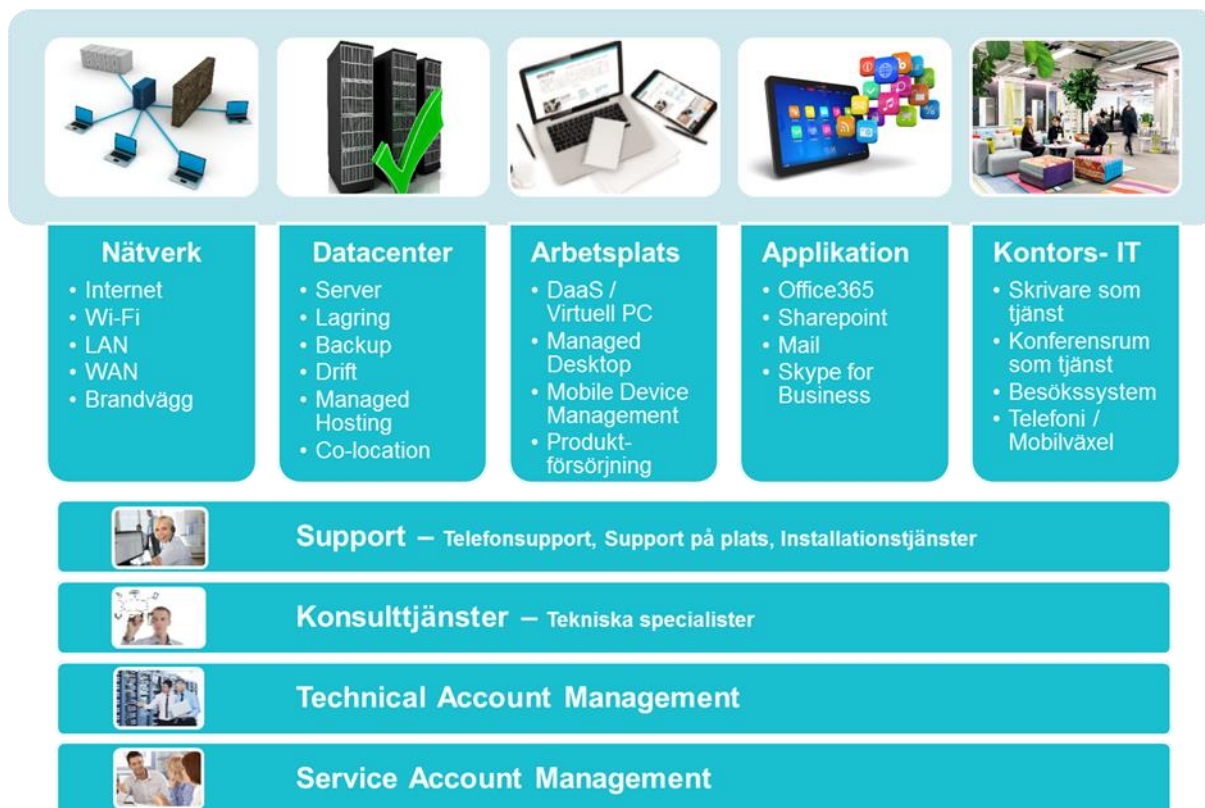 Nätverk
• Internet
• Wi-Fi
• LAN
• WAN
• Brandvägg
Datacenter
• Server
• Lagring
• Backup
• Drift
• Managed
Hosting
• Co-location
Arbetsplats
• DaaS /
Virtuell PC
• Managed
Desktop
• Mobile Device
Management
• Produkt-
försörjning
Applikation
• Office365
• Sharepoint
• Mail
• Skype for
Business
Kontors- IT
• Skrivare som
tjänst
• Konferensrum
som tjänst
• Besökssystem
• Telefoni /
Mobilväxel
Support – Telefonsupport, Support på plats, Installationstjänster
Konsulttjänster – Tekniska specialister
Technical Account Management
Service Account Management